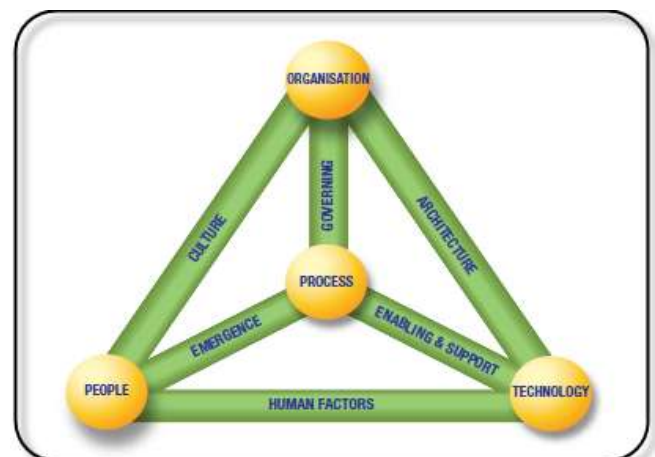 ORGANISATION
GOVERNING
CULTURE
ARCHITECTURE
PROCESS
EMERGENCE
ENABLING & SUPPORT
PEOPLE
TECHNOLOGY
HUMAN FACTORS